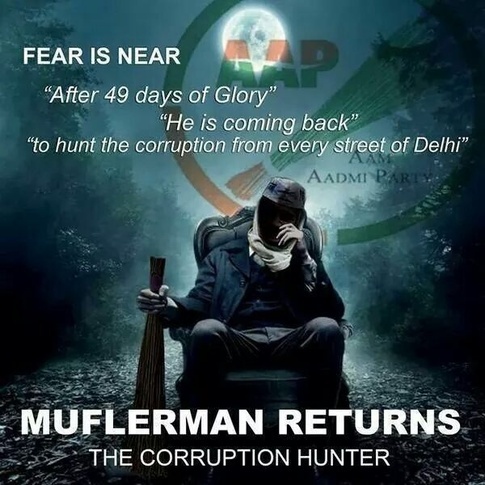 AAP
FEAR IS NEAR
“After 49 days of Glory”
“He is coming back”
“to hunt the corruption from every street of Delhi”
AAM
AADMI PARTY
MUFLERMAN RETURNS
THE CORRUPTION HUNTER